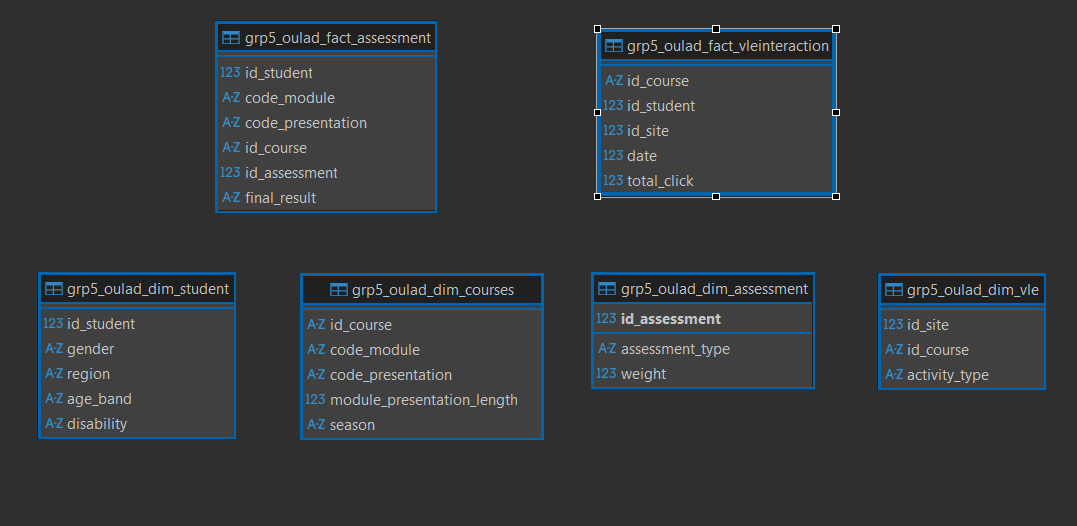 grp5_oulad_fact_assessment
123 id_student
A-Z code_module
A-Z code_presentation
A-Z id_course
123 id_assessment
A-Z final_result
grp5_oulad_fact_vleinteraction
A-Z id_course
123 id_student
123 id_site
123 date
123 total_click
grp5_oulad_dim_student
123 id_student
A-Z gender
A-Z region
A-Z age_band
A-Z disability
grp5_oulad_dim_courses
A-Z id_course
A-Z code_module
A-Z code_presentation
123 module_presentation_length
A-Z season
grp5_oulad_dim_assessment
123 id_assessment
A-Z assessment_type
123 weight
grp5_oulad_dim_vle
123 id_site
A-Z id_course
A-Z activity_type